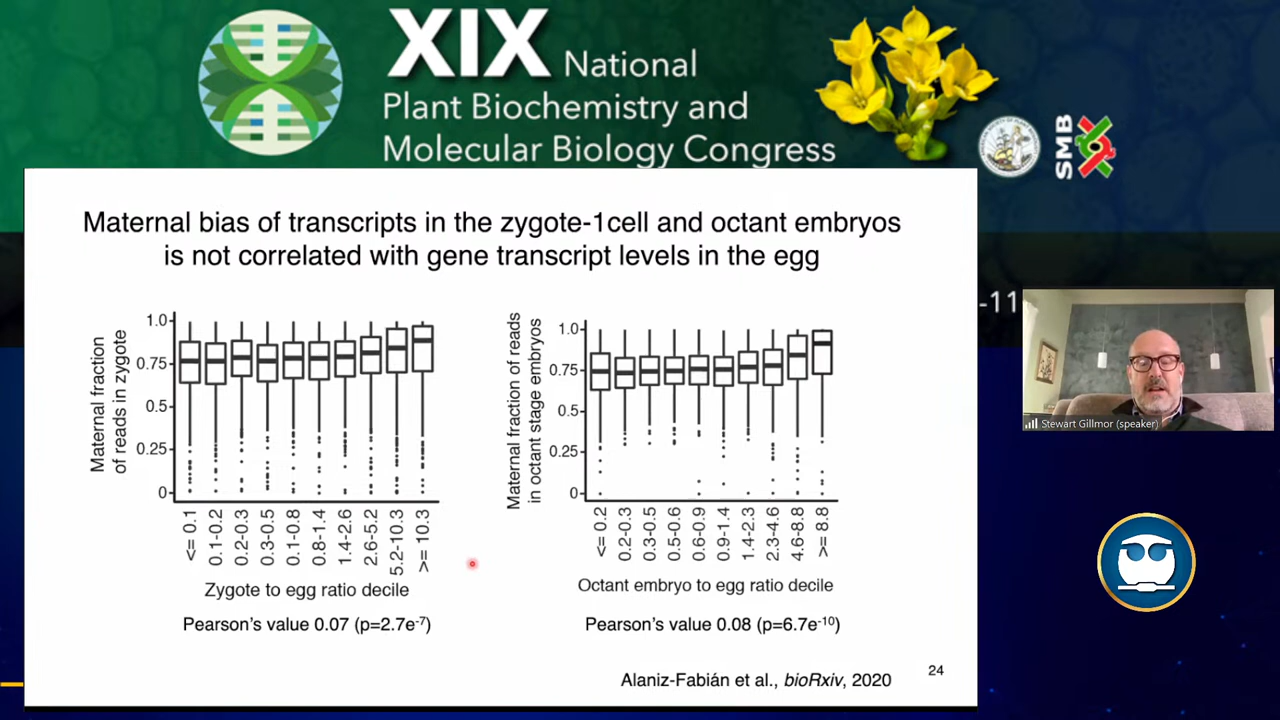 XIX National
Plant Biochemistry and
Molecular Biology Congress
SMB
-11
Maternal bias of transcripts in the zygote-1cell and octant embryos
is not correlated with gene transcript levels in the egg
Maternal fraction
of reads in zygote
1.0
0.75
0.5
0.25
0
<= 0.1
0.1-0.2
0.2-0.3
0.3-0.5
0.1-0.8
0.8-1.4
1.4-2.6
2.6-5.2
5.2-10.3
>= 10.3
Zygote to egg ratio decile
Pearson's value 0.07 (p=2.7e-7)
Maternal fraction of reads
in octant stage embryos
1.0
0.75
0.5
0.25
0
<= 0.2
0.2-0.3
0.3-0.5
0.5-0.6
0.6-0.9
0.9-1.4
1.4-2.3
2.3-4.6
4.6-8.8
>= 8.8
Octant embryo to egg ratio decile
Pearson's value 0.08 (p=6.7e-10)
Alaniz-Fabián et al., bioRxiv, 2020
24
Stewart Gillmor (speaker)